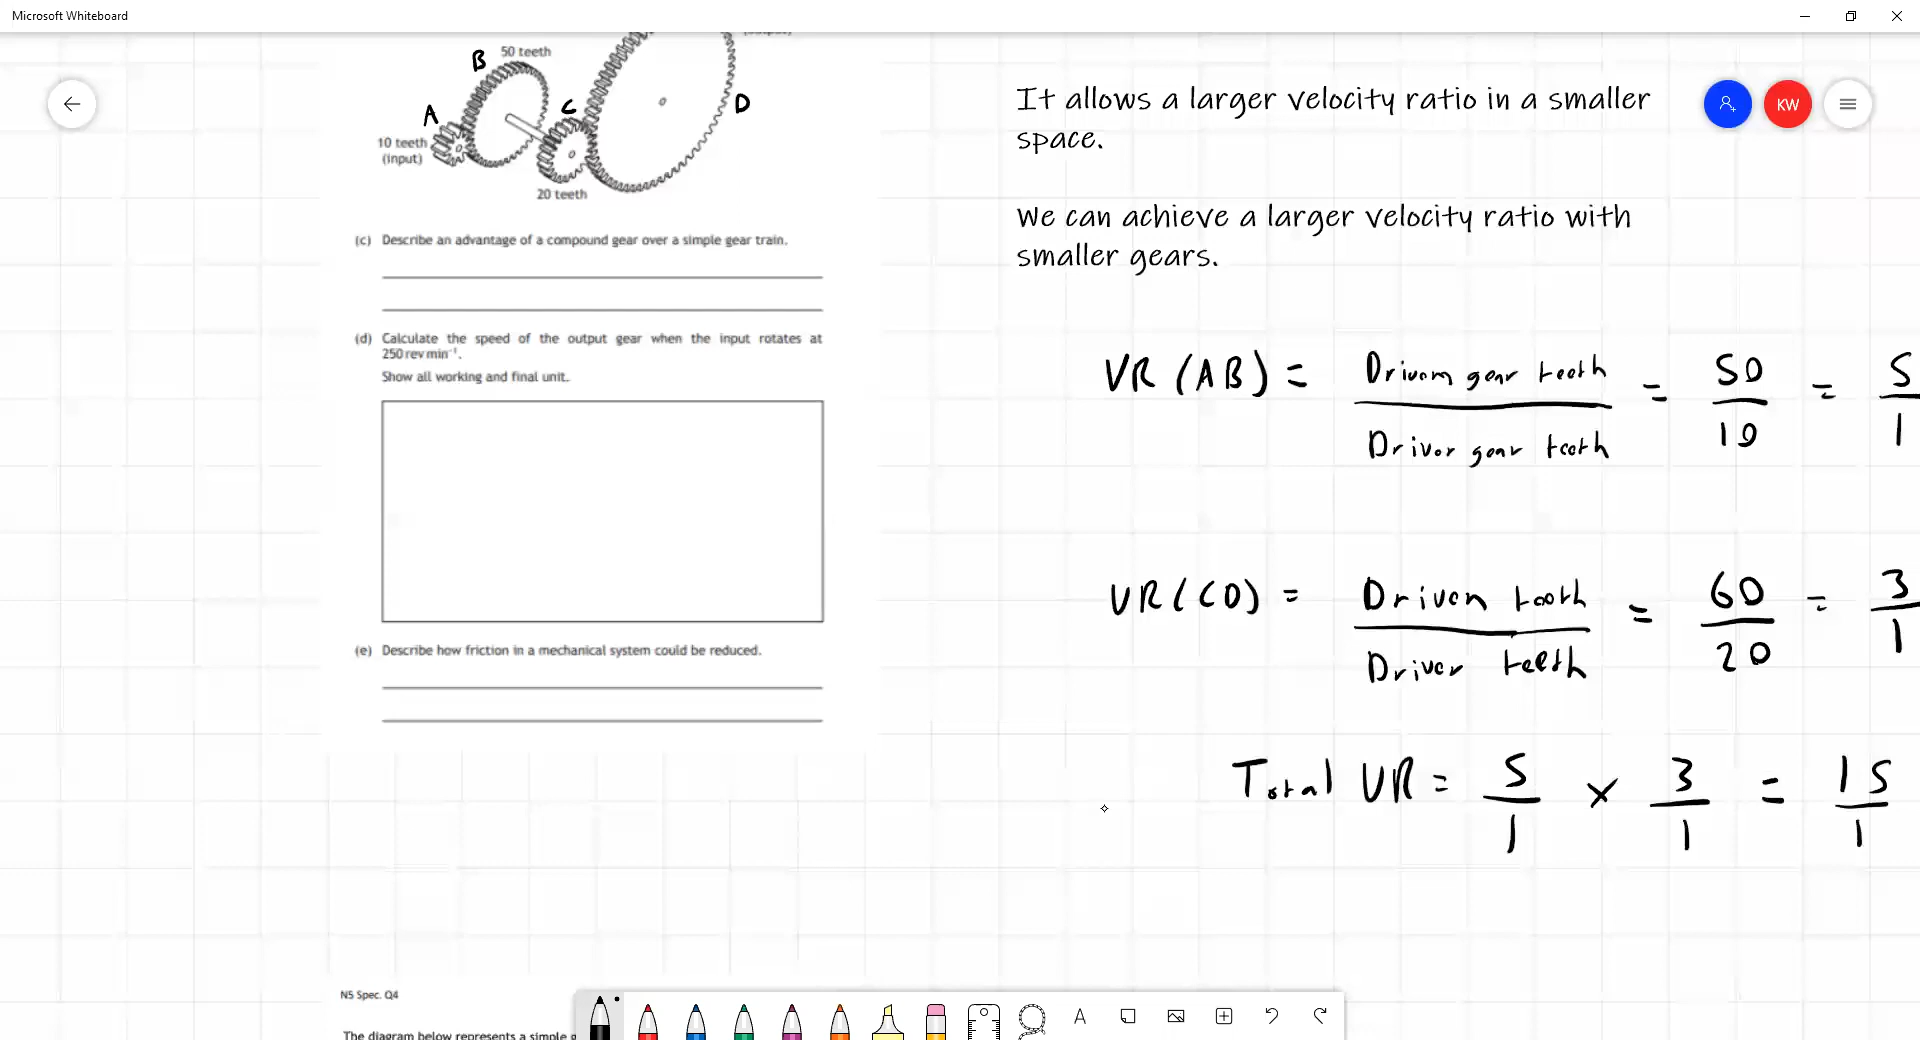 Microsoft Whiteboard
B
50 teeth
A
C
D
10 teeth
(input)
20 teeth
(c) Describe an advantage of a compound gear over a simple gear train.
(d) Calculate the speed of the output gear when the input rotates at
250 rev min⁻¹.
Show all working and final unit.
(e) Describe how friction in a mechanical system could be reduced.
N5 Spec. Q4
The diagram below represents a simple g
It allows a larger velocity ratio in a smaller
space.
We can achieve a larger velocity ratio with
smaller gears.
KW
VR (AB) = Driven gear teeth / Driver gear teeth = 50 / 10 = 5 / 1
VR (CD) = Driven teeth / Driver teeth = 60 / 20 = 3 / 1
Total VR = 5 / 1 × 3 / 1 = 15 / 1
A